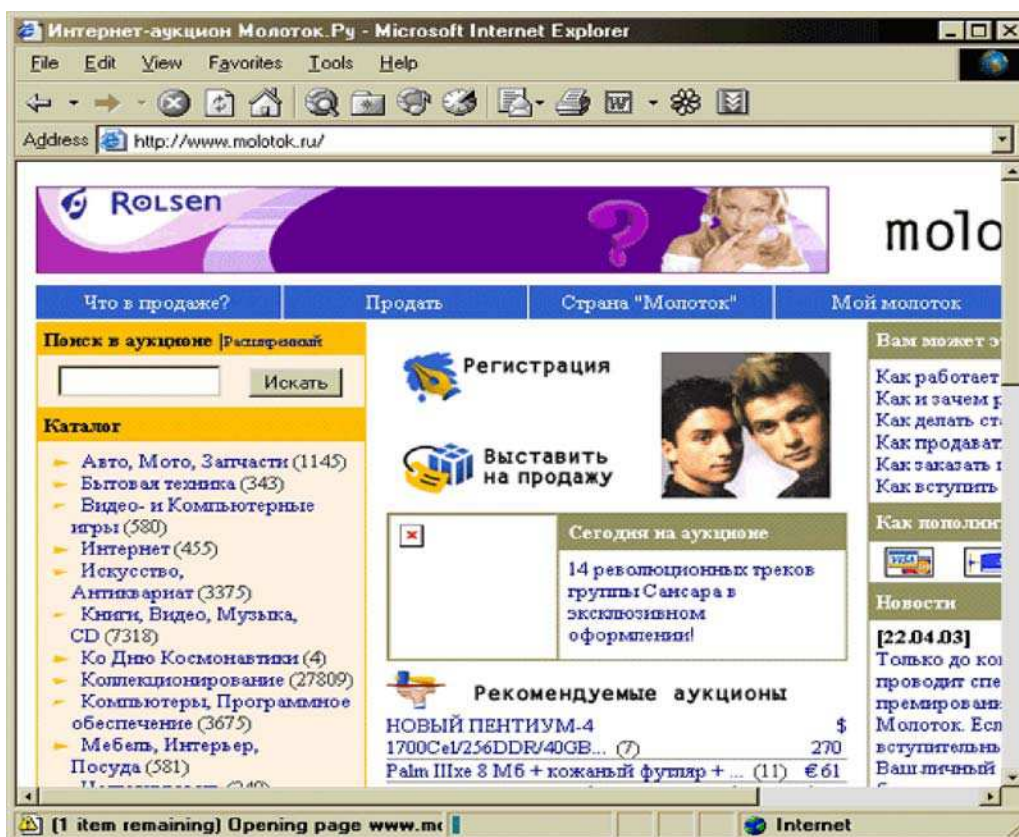 Интернет-аукцион Молоток.Ру - Microsoft Internet Explorer
File Edit View Favorites Tools Help
Address http://www.molotok.ru/
ROLSEN
?
molo
Что в продаже? Продать Страна "Молоток" Мой молоток
Поиск в аукционе |Расширенный
Искать
Каталог
Авто, Мото, Запчасти (1145)
Бытовая техника (343)
Видео- и Компьютерные
игры (580)
Интернет (455)
Искусство,
Антиквариат (3375)
Книги, Видео, Музыка,
CD (7318)
Ко Дню Космонавтики (4)
Коллекционирование (27809)
Компьютеры, Программное
обеспечение (3675)
Мебель, Интерьер,
Посуда (581)
Регистрация
Выставить
на продажу
Сегодня на аукционе
14 революционных треков
группы Сансара в
эксклюзивном
оформлении!
Рекомендуемые аукционы
НОВЫЙ ПЕНТИУМ-4 $
1700Cel/256DDR/40GB... (7) 270
Palm IIIxe 8 Мб + кожаный футляр + ... (11) €61
Вам может э
Как работает
Как и зачем р
Как делать ст
Как продават
Как заказать
Как вступить
Как пополни
VISA
Новости
[22.04.03]
Только до ко
проводит спе
премировани
Молоток. Есл
вступительнь
Ваш личный
(1 item remaining) Opening page www.mo Internet